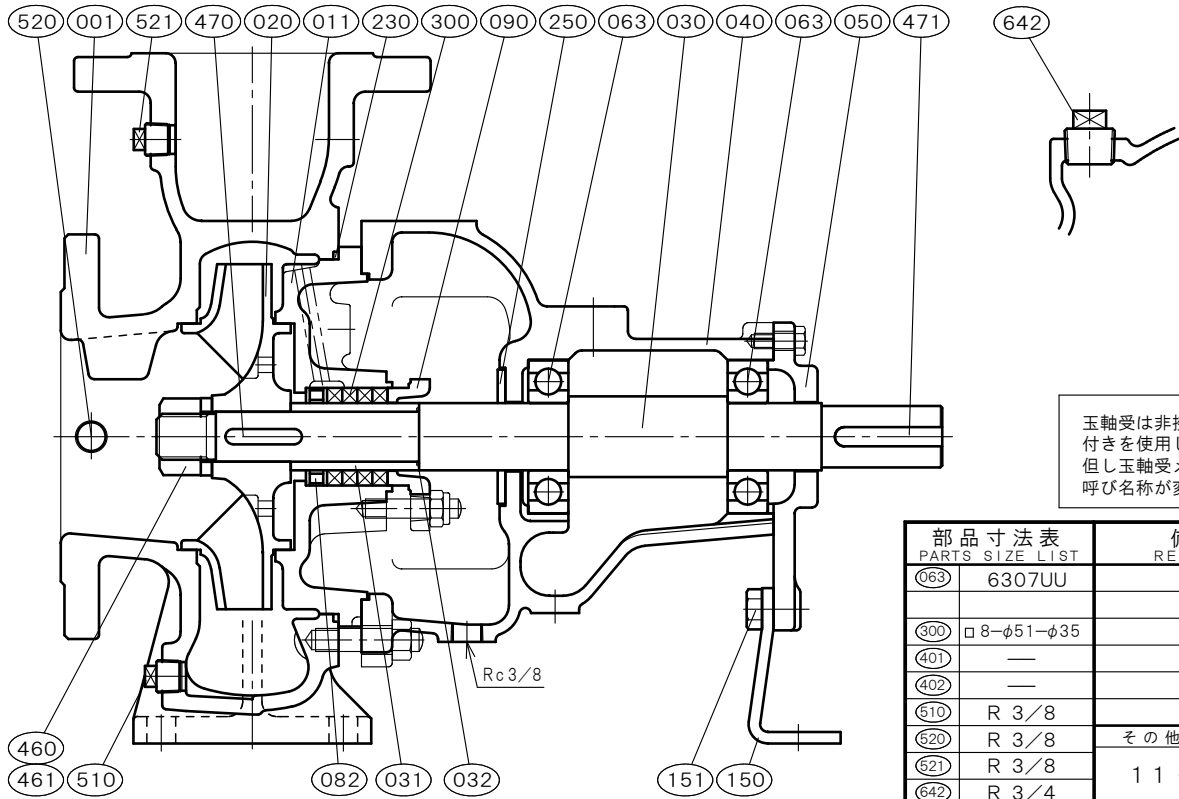 520 001 521 470 020 011 230 300 090 250 063 030 040 063 050 471 642
玉軸受は非接
付きを使用し
但し玉軸受メ
呼び名称が変
部品寸法表
PARTS SIZE LIST
RE
063 6307UU
300 □8-φ51-φ35
401 —
402 —
510 R 3/8
520 R 3/8
その他
521 R 3/8
11
642 R 3/4
Rc3/8
460
461 510 082 031 032 151 150